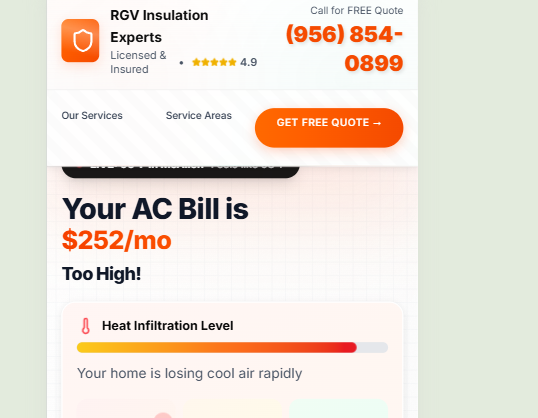 RGV Insulation
Experts
Licensed &
Insured
• ★★★★★ 4.9
Call for FREE Quote
(956) 854-
0899
Our Services
Service Areas
GET FREE QUOTE →
Your AC Bill is
$252/mo
Too High!
Heat Infiltration Level
Your home is losing cool air rapidly